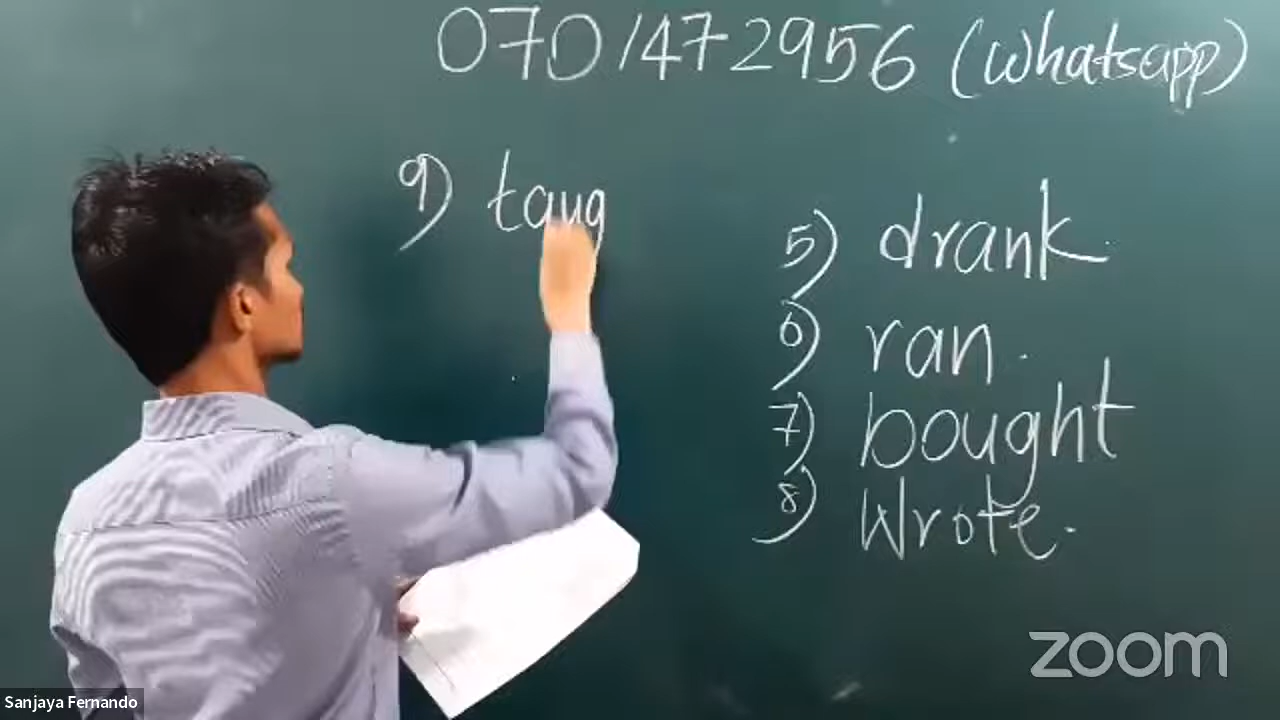 0701472956 (Whatsapp)
9) taug
5) drank.
6) ran.
7) bought
8) Wrote.
zoom
Sanjaya Fernando